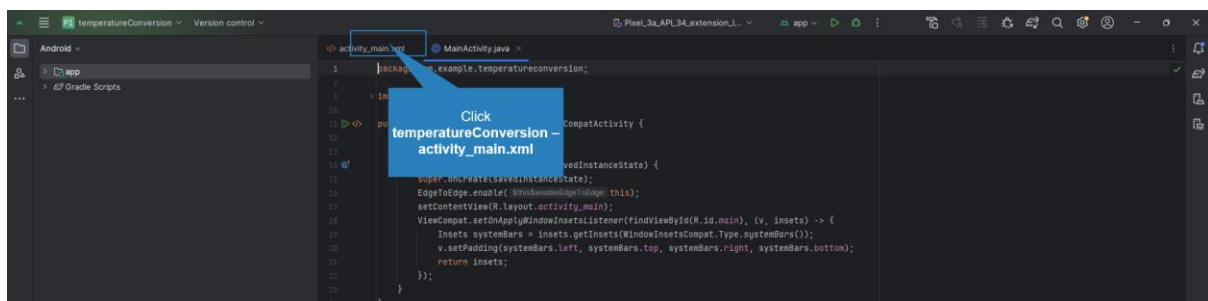 temperatureConversion Version control Pixel_3a_API_34_extension_l... app
Android
activity_main.xml MainActivity.java
app
Gradle Scripts
Click
temperatureConversion –
activity_main.xml
1 package com.example.temperatureconversion;
2
> im
10
11 pu CompatActivity {
12
13
14 vedInstanceState) {
15 super.onCreate(savedInstanceState);
16 EdgeToEdge.enable( $this$enableEdgeToEdge: this);
17 setContentView(R.layout.activity_main);
18 ViewCompat.setOnApplyWindowInsetsListener(findViewById(R.id.main), (v, insets) -> {
19 Insets systemBars = insets.getInsets(WindowInsetsCompat.Type.systemBars());
20 v.setPadding(systemBars.left, systemBars.top, systemBars.right, systemBars.bottom);
21 return insets;
22 });
23 }